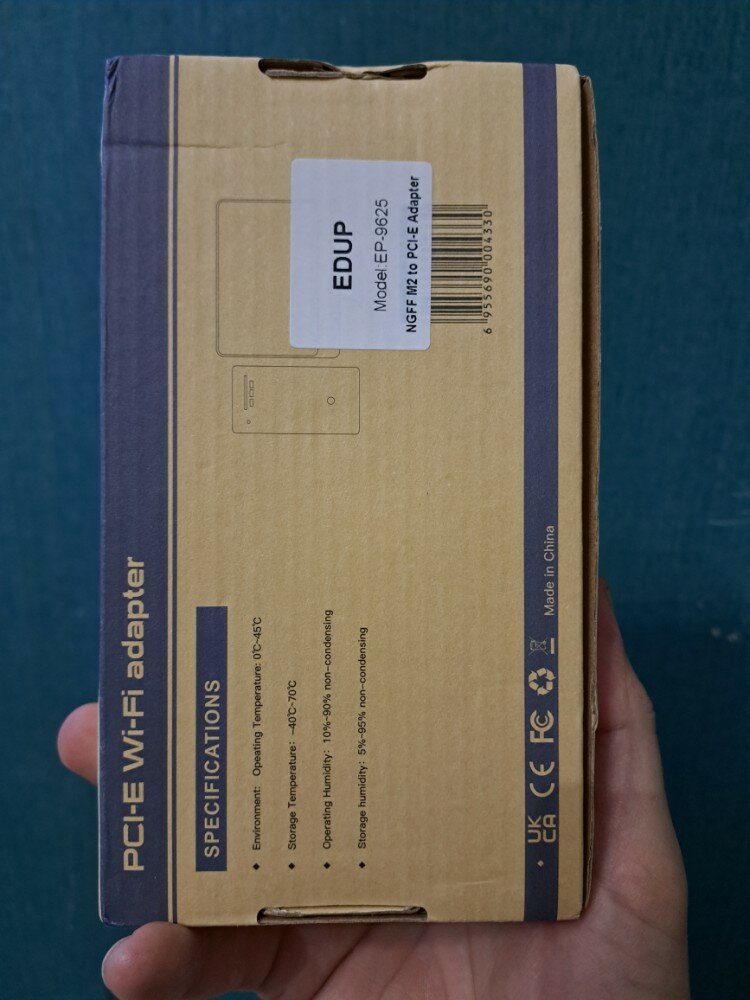 PCI-E Wi-Fi adapter
SPECIFICATIONS
◆ Environment: Opeating Temperature: 0℃~45℃
◆ Storage Temperature: -40℃~70℃
◆ Operating Humidity: 10%~90% non-condensing
◆ Storage humidity: 5%~95% non-condensing
EDUP
Model:EP-9625
NGFF M2 to PCI-E Adapter
6 955690 004330
UK
CA
CE
FC
Made in China